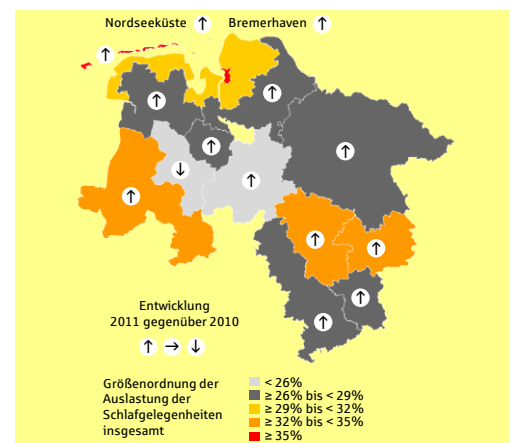 Nordseeküste ↑ Bremerhaven ↑
Entwicklung
2011 gegenüber 2010
↑ → ↓
Größenordnung der
Auslastung der
Schlafgelegenheiten
insgesamt
< 26%
≥ 26% bis < 29%
≥ 29% bis < 32%
≥ 32% bis < 35%
≥ 35%